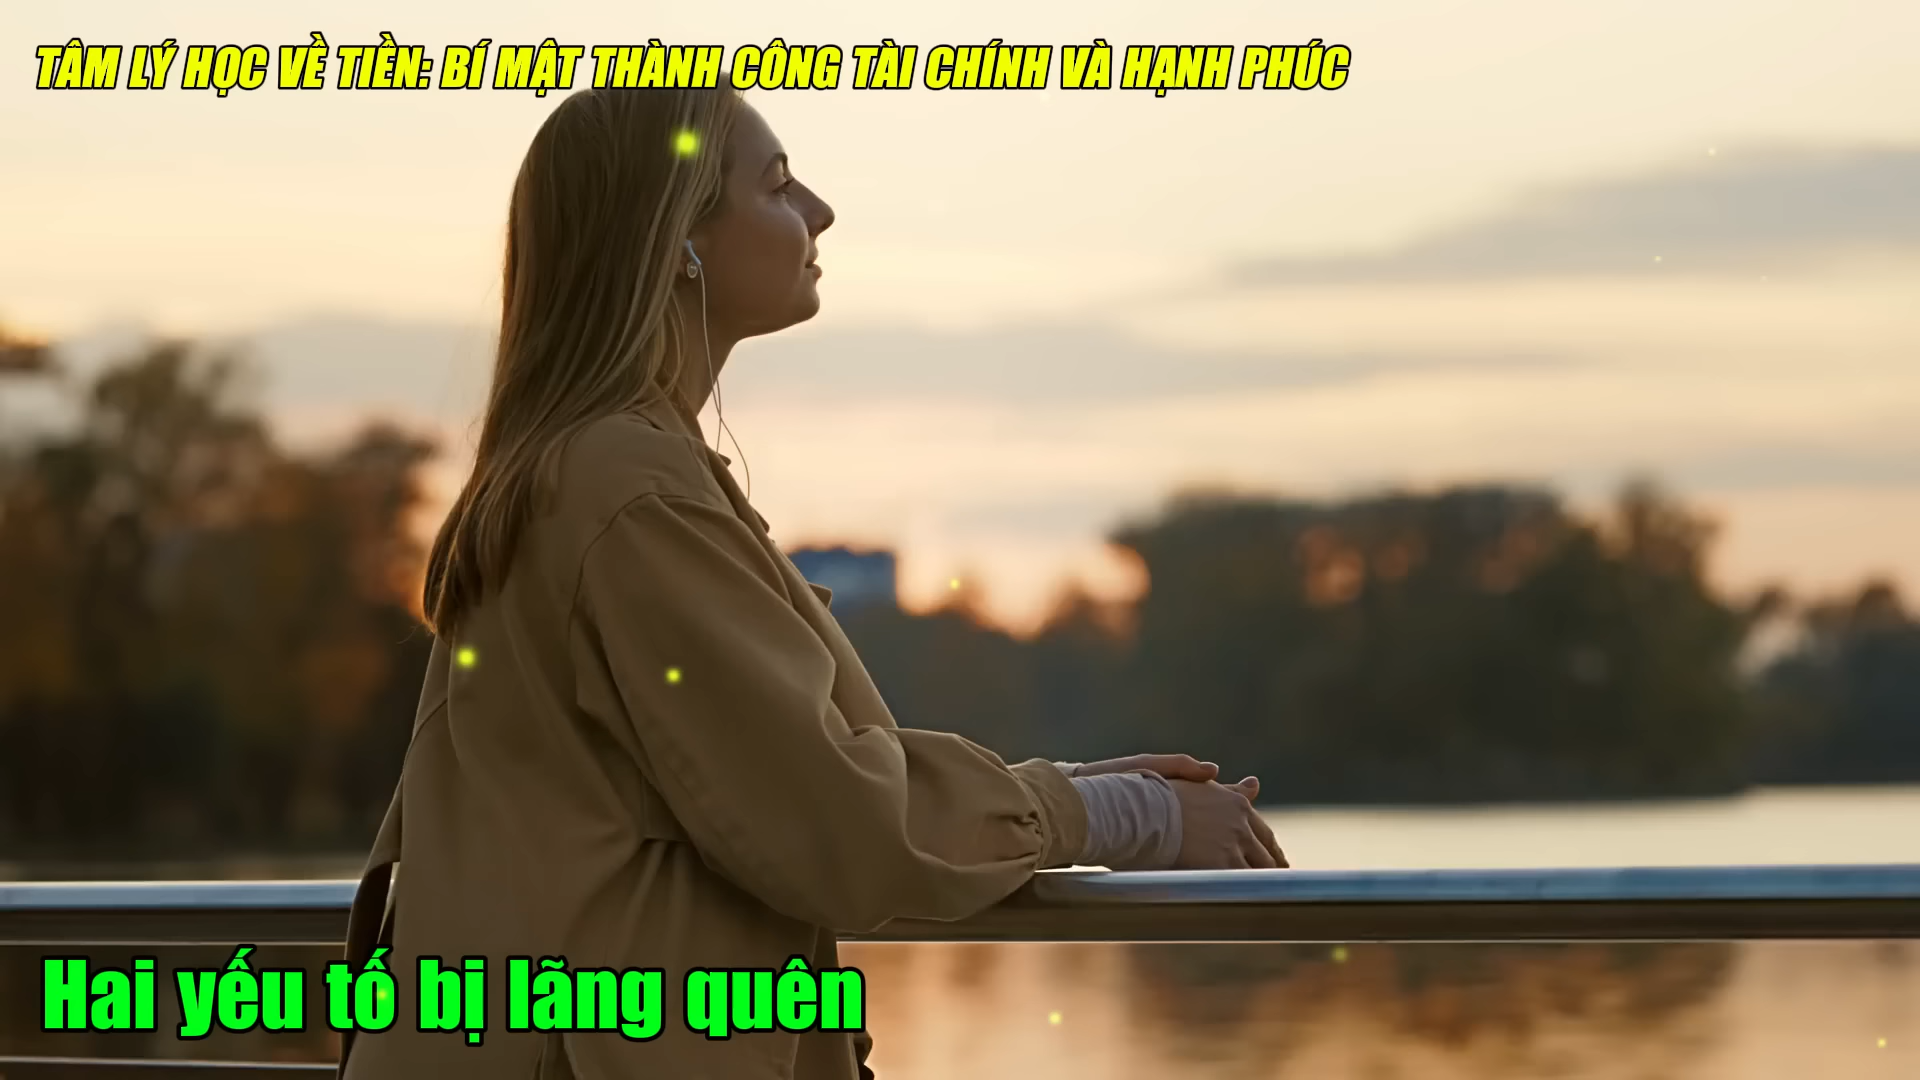 TÂM LÝ HỌC VỀ TIỀN: BÍ MẬT THÀNH CÔNG TÀI CHÍNH VÀ HẠNH PHÚC
Hai yếu tố bị lãng quên